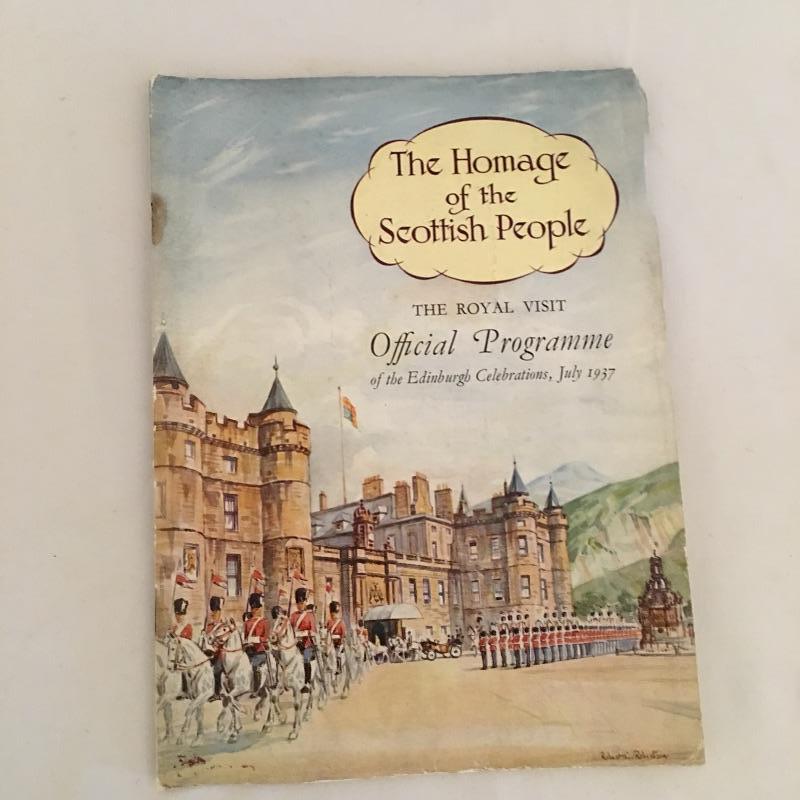 The Homage
of the
Scottish People
THE ROYAL VISIT
Official Programme
of the Edinburgh Celebrations, July 1937